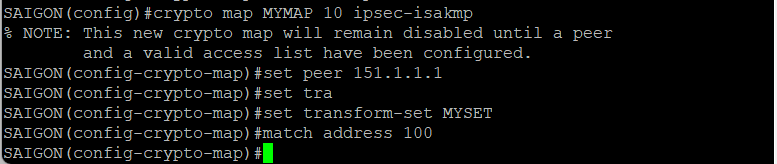 SAIGON(config)#crypto map MYMAP 10 ipsec-isakmp
% NOTE: This new crypto map will remain disabled until a peer
        and a valid access list have been configured.
SAIGON(config-crypto-map)#set peer 151.1.1.1
SAIGON(config-crypto-map)#set tra
SAIGON(config-crypto-map)#set transform-set MYSET
SAIGON(config-crypto-map)#match address 100
SAIGON(config-crypto-map)#